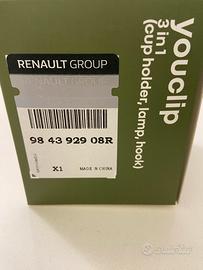 RENAULT GROUP
98 43 929 08R
X1
MADE IN CHINA
youclip
3 in 1
(cup holder, lamp, hook)